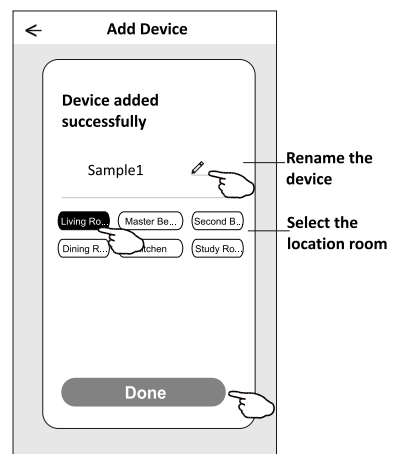 Add Device
Device added
successfully
Sample1
Rename the
device
Living Ro...
Master Be...
Second B...
Select the
location room
Dining R...
itchen
Study Ro...
Done